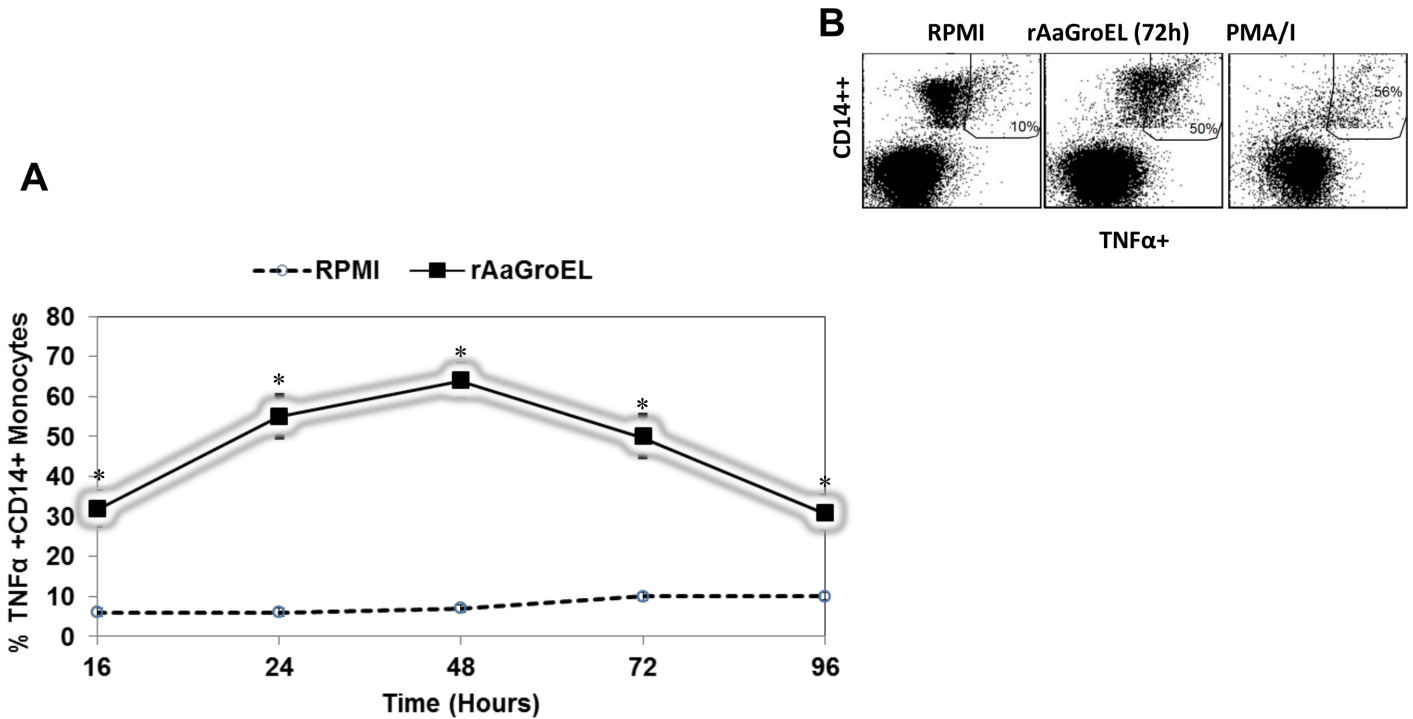 B
RPMI rAaGroEL (72h) PMA/I
CD14++
10%
50%
56%
TNFα+
A
RPMI rAaGroEL
% TNFα +CD14+ Monocytes
80
70
60
50
40
30
20
10
0
*
*
*
*
*
16 24 48 72 96
Time (Hours)